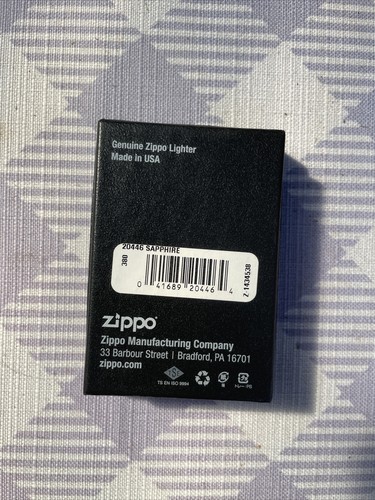 Genuine Zippo Lighter
Made in USA
20446 SAPPHIRE
380
Z-1434538
0 41689 20446 4
zippo
Zippo Manufacturing Company
33 Barbour Street | Bradford, PA 16701
zippo.com
TS EN ISO 9994